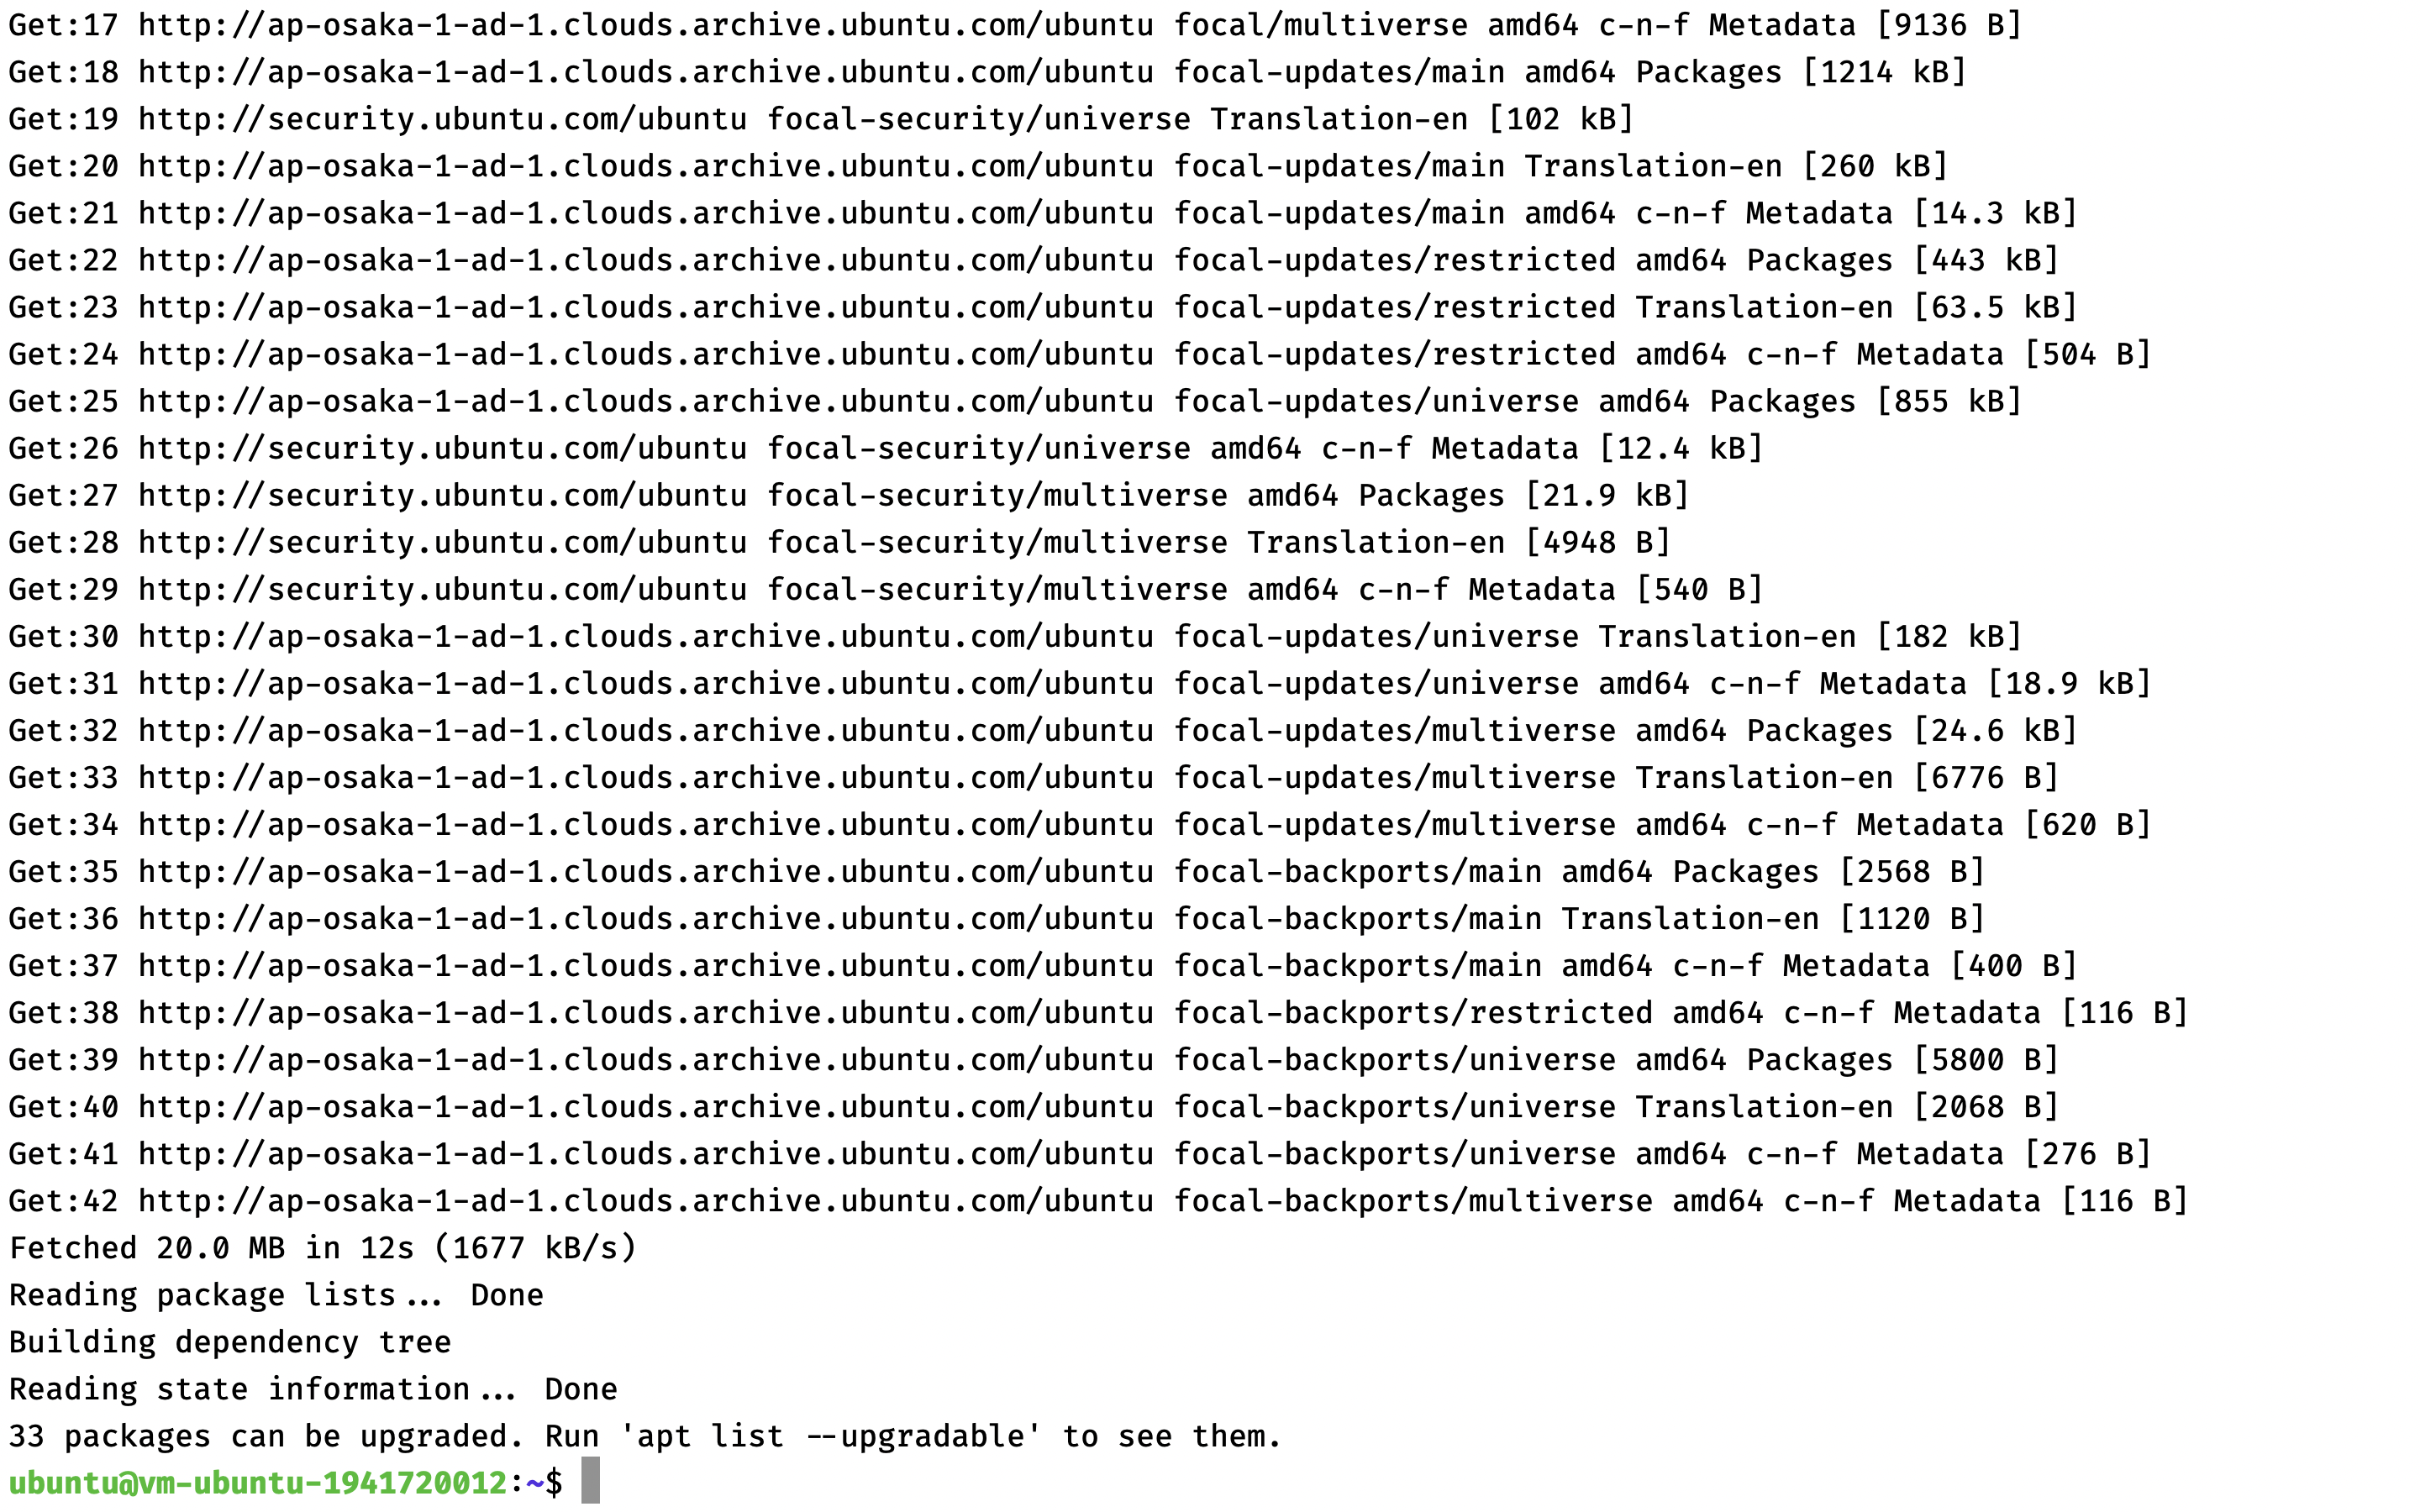 Get:17 http://ap-osaka-1-ad-1.clouds.archive.ubuntu.com/ubuntu focal/multiverse amd64 c-n-f Metadata [9136 B]
Get:18 http://ap-osaka-1-ad-1.clouds.archive.ubuntu.com/ubuntu focal-updates/main amd64 Packages [1214 kB]
Get:19 http://security.ubuntu.com/ubuntu focal-security/universe Translation-en [102 kB]
Get:20 http://ap-osaka-1-ad-1.clouds.archive.ubuntu.com/ubuntu focal-updates/main Translation-en [260 kB]
Get:21 http://ap-osaka-1-ad-1.clouds.archive.ubuntu.com/ubuntu focal-updates/main amd64 c-n-f Metadata [14.3 kB]
Get:22 http://ap-osaka-1-ad-1.clouds.archive.ubuntu.com/ubuntu focal-updates/restricted amd64 Packages [443 kB]
Get:23 http://ap-osaka-1-ad-1.clouds.archive.ubuntu.com/ubuntu focal-updates/restricted Translation-en [63.5 kB]
Get:24 http://ap-osaka-1-ad-1.clouds.archive.ubuntu.com/ubuntu focal-updates/restricted amd64 c-n-f Metadata [504 B]
Get:25 http://ap-osaka-1-ad-1.clouds.archive.ubuntu.com/ubuntu focal-updates/universe amd64 Packages [855 kB]
Get:26 http://security.ubuntu.com/ubuntu focal-security/universe amd64 c-n-f Metadata [12.4 kB]
Get:27 http://security.ubuntu.com/ubuntu focal-security/multiverse amd64 Packages [21.9 kB]
Get:28 http://security.ubuntu.com/ubuntu focal-security/multiverse Translation-en [4948 B]
Get:29 http://security.ubuntu.com/ubuntu focal-security/multiverse amd64 c-n-f Metadata [540 B]
Get:30 http://ap-osaka-1-ad-1.clouds.archive.ubuntu.com/ubuntu focal-updates/universe Translation-en [182 kB]
Get:31 http://ap-osaka-1-ad-1.clouds.archive.ubuntu.com/ubuntu focal-updates/universe amd64 c-n-f Metadata [18.9 kB]
Get:32 http://ap-osaka-1-ad-1.clouds.archive.ubuntu.com/ubuntu focal-updates/multiverse amd64 Packages [24.6 kB]
Get:33 http://ap-osaka-1-ad-1.clouds.archive.ubuntu.com/ubuntu focal-updates/multiverse Translation-en [6776 B]
Get:34 http://ap-osaka-1-ad-1.clouds.archive.ubuntu.com/ubuntu focal-updates/multiverse amd64 c-n-f Metadata [620 B]
Get:35 http://ap-osaka-1-ad-1.clouds.archive.ubuntu.com/ubuntu focal-backports/main amd64 Packages [2568 B]
Get:36 http://ap-osaka-1-ad-1.clouds.archive.ubuntu.com/ubuntu focal-backports/main Translation-en [1120 B]
Get:37 http://ap-osaka-1-ad-1.clouds.archive.ubuntu.com/ubuntu focal-backports/main amd64 c-n-f Metadata [400 B]
Get:38 http://ap-osaka-1-ad-1.clouds.archive.ubuntu.com/ubuntu focal-backports/restricted amd64 c-n-f Metadata [116 B]
Get:39 http://ap-osaka-1-ad-1.clouds.archive.ubuntu.com/ubuntu focal-backports/universe amd64 Packages [5800 B]
Get:40 http://ap-osaka-1-ad-1.clouds.archive.ubuntu.com/ubuntu focal-backports/universe Translation-en [2068 B]
Get:41 http://ap-osaka-1-ad-1.clouds.archive.ubuntu.com/ubuntu focal-backports/universe amd64 c-n-f Metadata [276 B]
Get:42 http://ap-osaka-1-ad-1.clouds.archive.ubuntu.com/ubuntu focal-backports/multiverse amd64 c-n-f Metadata [116 B]
Fetched 20.0 MB in 12s (1677 kB/s)
Reading package lists... Done
Building dependency tree
Reading state information... Done
33 packages can be upgraded. Run 'apt list --upgradable' to see them.
ubuntu@vm-ubuntu-1941720012:~$